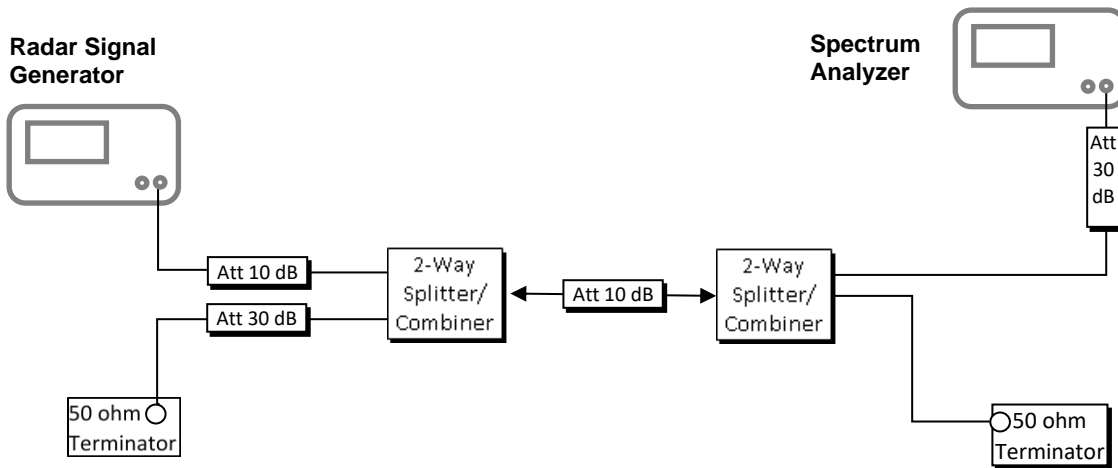 Radar Signal
Generator
Spectrum
Analyzer
Att
30
dB
Att 10 dB
2-Way
Splitter/
Combiner
Att 10 dB
2-Way
Splitter/
Combiner
Att 30 dB
50 ohm
Terminator
50 ohm
Terminator